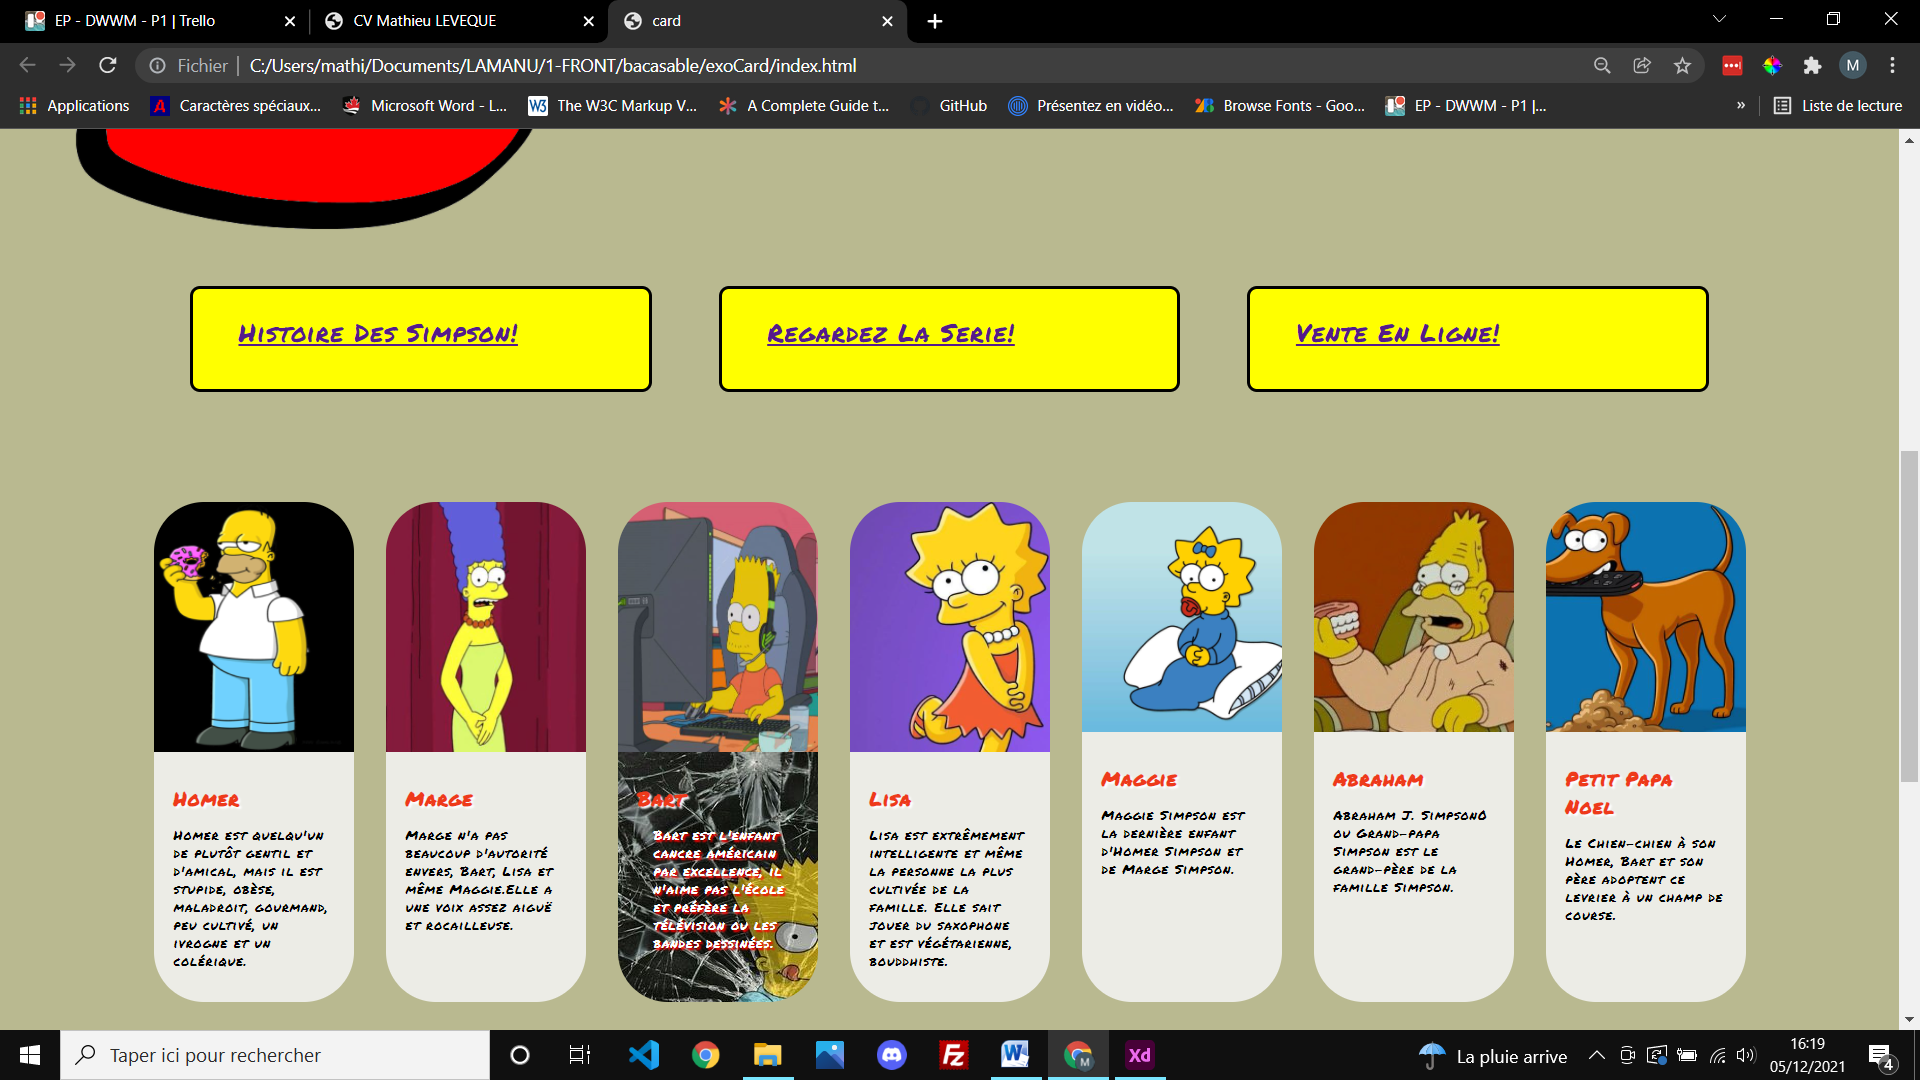 EP - DWWM - P1 | Trello
CV Mathieu LEVEQUE
card
Fichier | C:/Users/mathi/Documents/LAMANU/1-FRONT/bacasable/exoCard/index.html
M
Applications
Caractères spéciaux...
Microsoft Word - L...
W3
The W3C Markup V...
A Complete Guide t...
GitHub
Présentez en vidéo...
Browse Fonts - Goo...
EP - DWWM - P1 |...
»
Liste de lecture
Histoire Des Simpson!
Regardez La Serie!
Vente En Ligne!
Homer
Homer est quelqu'un
de plutôt gentil et
d'amical, mais il est
stupide, obèse,
maladroit, gourmand,
peu cultivé, un
ivrogne et un
colérique.
Marge
Marge n'a pas
beaucoup d'autorité
envers, Bart, Lisa et
même Maggie.Elle a
une voix assez aiguë
et rocailleuse.
Bart
Bart est l'enfant
cancre américain
par excellence, il
n'aime pas l'école
et préfère la
télévision ou les
bandes dessinées.
Lisa
Lisa est extrêmement
intelligente et même
la personne la plus
cultivée de la
famille. Elle sait
jouer du saxophone
et est végétarienne,
bouddhiste.
Maggie
Maggie Simpson est
la dernière enfant
d'Homer Simpson et
de Marge Simpson.
Abraham
Abraham J. Simpson0
ou Grand-papa
Simpson est le
grand-père de la
famille Simpson.
Petit Papa
Noel
Le Chien-chien à son
Homer, Bart et son
père adoptent ce
levrier à un champ de
course.
Taper ici pour rechercher
Fz
W
M
Xd
La pluie arrive
16:19
05/12/2021
4